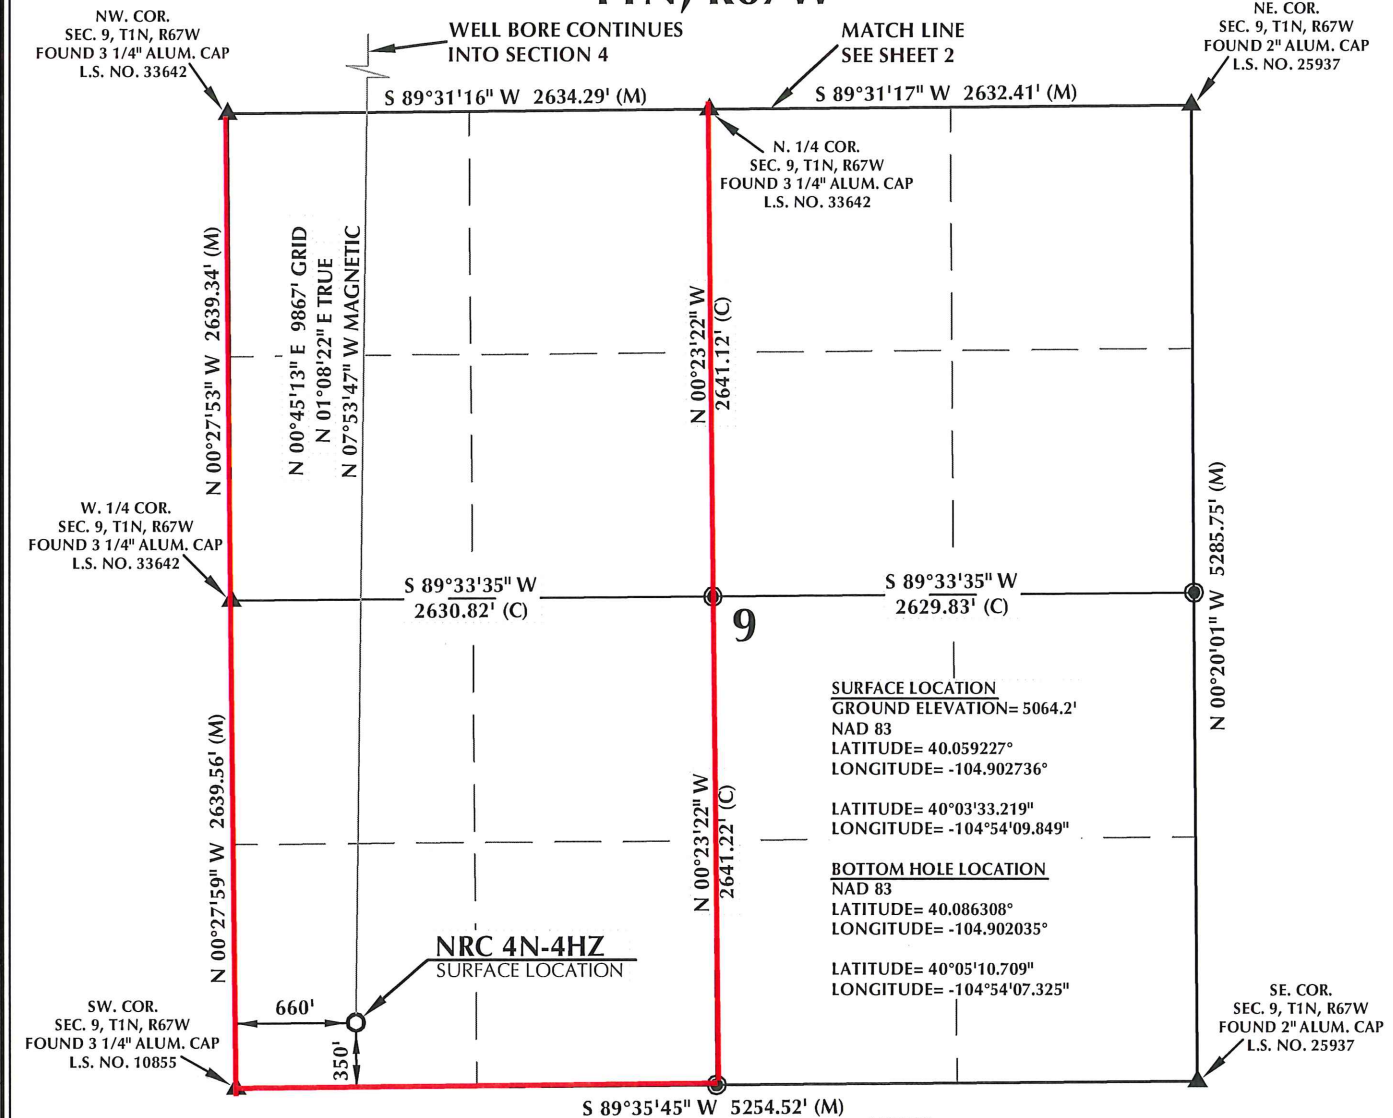 T1N, R67W
NW. COR.
SEC. 9, T1N, R67W
FOUND 3 1/4" ALUM. CAP
L.S. NO. 33642
WELL BORE CONTINUES
INTO SECTION 4
MATCH LINE
SEE SHEET 2
NE. COR.
SEC. 9, T1N, R67W
FOUND 2" ALUM. CAP
L.S. NO. 25937
S 89°31'16" W 2634.29' (M)
S 89°31'17" W 2632.41' (M)
N. 1/4 COR.
SEC. 9, T1N, R67W
FOUND 3 1/4" ALUM. CAP
L.S. NO. 33642
N 00°27'53" W 2639.34' (M)
N 00°45'13" E 9867' GRID
N 01°08'22" E TRUE
N 07°53'47" W MAGNETIC
N 00°23'22" W
2641.12' (C)
N 00°20'01" W 5285.75' (M)
W. 1/4 COR.
SEC. 9, T1N, R67W
FOUND 3 1/4" ALUM. CAP
L.S. NO. 33642
S 89°33'35" W
2630.82' (C)
S 89°33'35" W
2629.83' (C)
9
SURFACE LOCATION
GROUND ELEVATION= 5064.2'
NAD 83
LATITUDE= 40.059227°
LONGITUDE= -104.902736°
LATITUDE= 40°03'33.219"
LONGITUDE= -104°54'09.849"
BOTTOM HOLE LOCATION
NAD 83
LATITUDE= 40.086308°
LONGITUDE= -104.902035°
LATITUDE= 40°05'10.709"
LONGITUDE= -104°54'07.325"
N 00°27'59" W 2639.56' (M)
N 00°23'22" W
2641.22' (C)
NRC 4N-4HZ
SURFACE LOCATION
660'
350'
SW. COR.
SEC. 9, T1N, R67W
FOUND 3 1/4" ALUM. CAP
L.S. NO. 10855
SE. COR.
SEC. 9, T1N, R67W
FOUND 2" ALUM. CAP
L.S. NO. 25937
S 89°35'45" W 5254.52' (M)